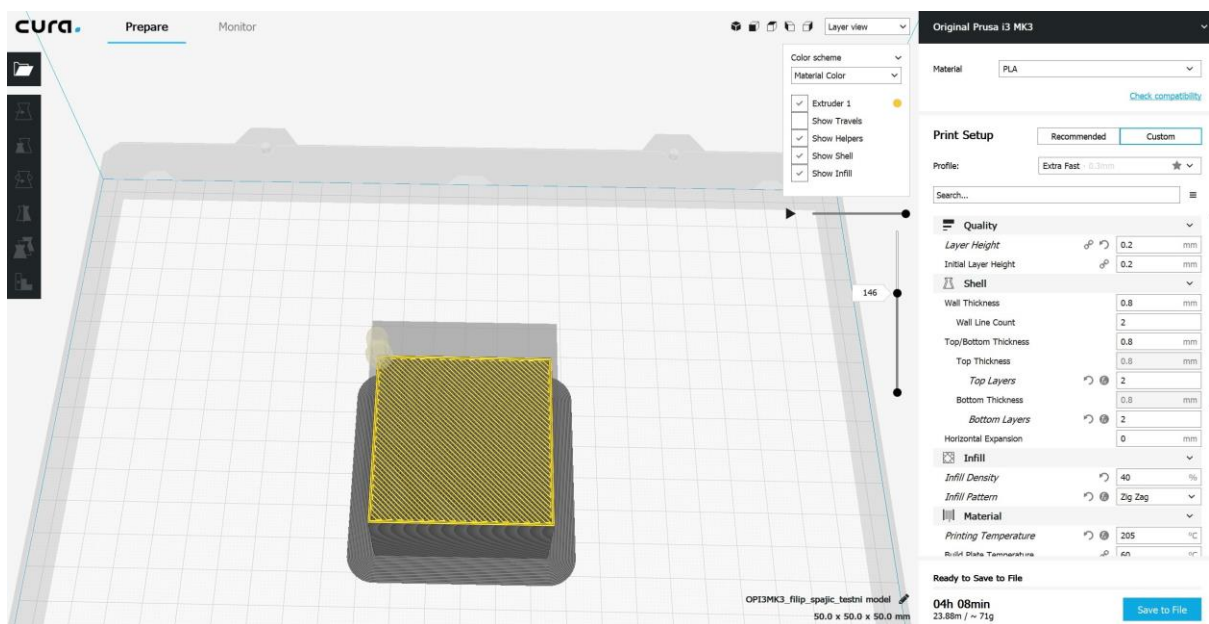 cura.
Prepare Monitor
Layer view
Color scheme
Material Color
Extruder 1
Show Travels
Show Helpers
Show Shell
Show Infill
146
OPI3MK3_filip_spajic_testni model
50.0 x 50.0 x 50.0 mm
Original Prusa i3 MK3
Material PLA
Check compatibility
Print Setup Recommended Custom
Profile: Extra Fast - 0.3mm
Search...
Quality
Layer Height 0.2 mm
Initial Layer Height 0.2 mm
Shell
Wall Thickness 0.8 mm
Wall Line Count 2
Top/Bottom Thickness 0.8 mm
Top Thickness 0.8 mm
Top Layers 2
Bottom Thickness 0.8 mm
Bottom Layers 2
Horizontal Expansion 0 mm
Infill
Infill Density 40 %
Infill Pattern Zig Zag
Material
Printing Temperature 205 °C
Build Plate Temperature 60 °C
Ready to Save to File
04h 08min
23.88m / ~ 71g
Save to File